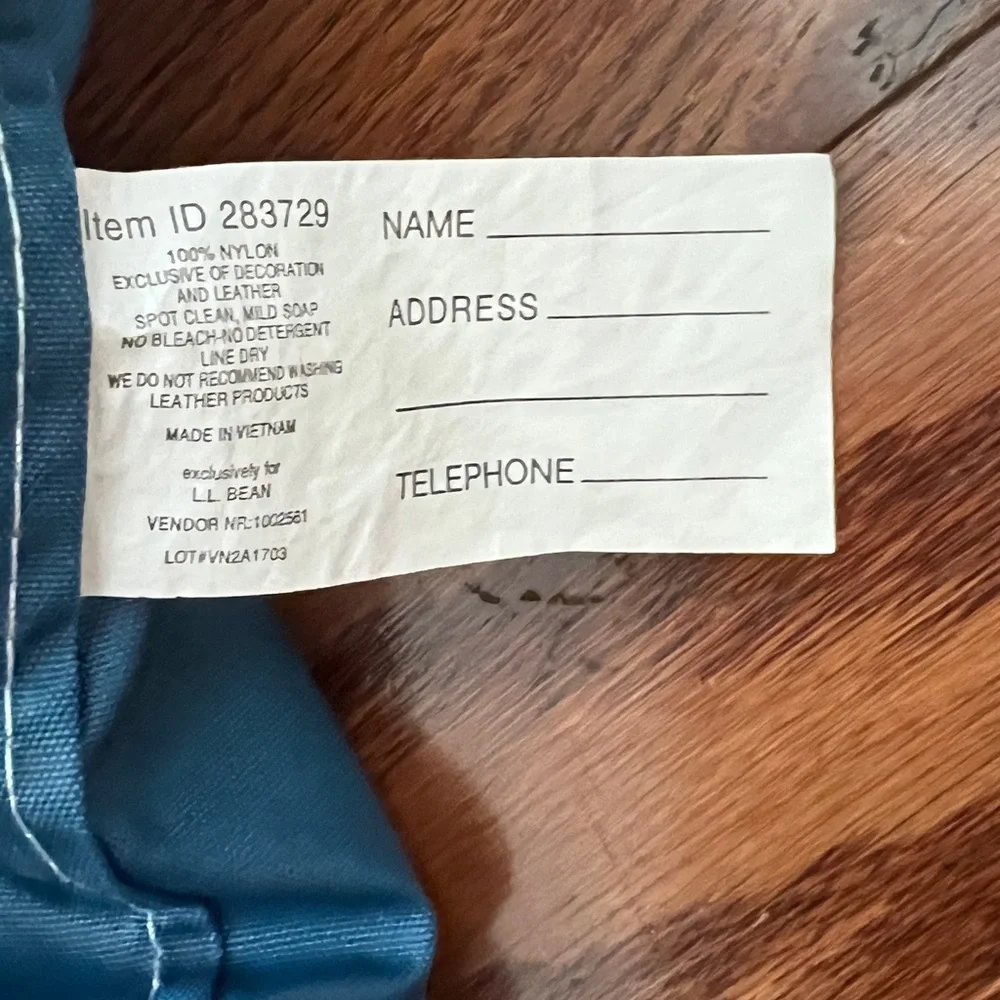 Item ID 283729
100% NYLON
EXCLUSIVE OF DECORATION
AND LEATHER
SPOT CLEAN, MILD SOAP
NO BLEACH-NO DETERGENT
LINE DRY
WE DO NOT RECOMMEND WASHING
LEATHER PRODUCTS
MADE IN VIETNAM
exclusively for
L.L. BEAN
VENDOR NR.:1002581
LOT#VN2A1703
NAME
ADDRESS
TELEPHONE